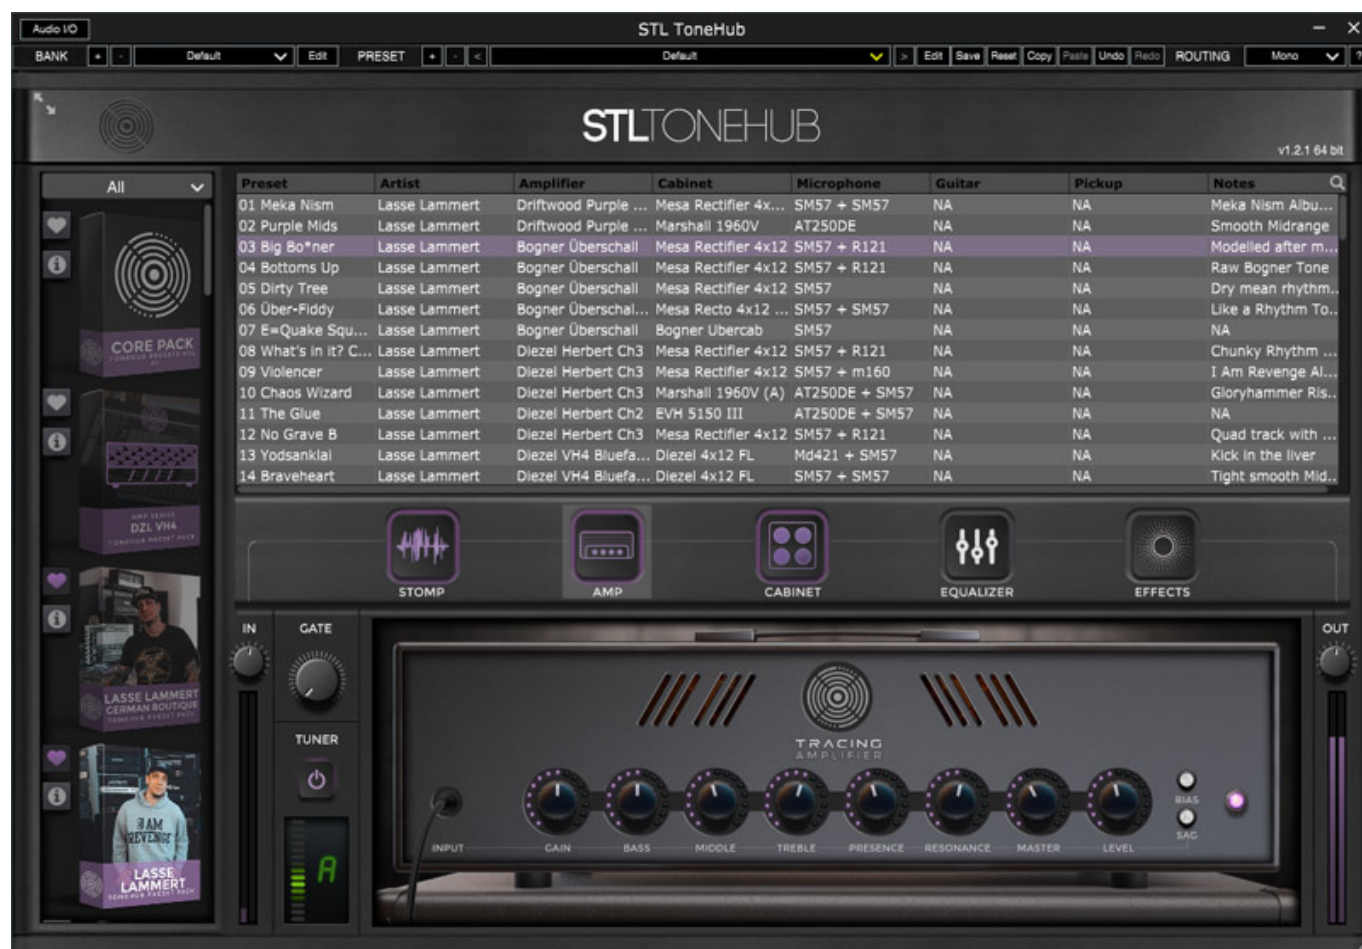 Audio I/O STL ToneHub
BANK + - Default Edit PRESET + - < Default > Edit Save Reset Copy Paste Undo Redo ROUTING Mono ?
STLTONEHUB
v1.2.1 64 bit
All
Preset Artist Amplifier Cabinet Microphone Guitar Pickup Notes
01 Meka Nism Lasse Lammert Driftwood Purple ... Mesa Rectifier 4x... SM57 + SM57 NA NA Meka Nism Albu...
02 Purple Mids Lasse Lammert Driftwood Purple ... Marshall 1960V AT250DE NA NA Smooth Midrange
03 Big Bo*ner Lasse Lammert Bogner Überschall Mesa Rectifier 4x12 SM57 + R121 NA NA Modelled after m...
04 Bottoms Up Lasse Lammert Bogner Überschall Mesa Rectifier 4x12 SM57 + R121 NA NA Raw Bogner Tone
05 Dirty Tree Lasse Lammert Bogner Überschall Mesa Rectifier 4x12 SM57 NA NA Dry mean rhythm...
06 Über-Fiddy Lasse Lammert Bogner Überschal... Mesa Recto 4x12 ... SM57 + SM57 NA NA Like a Rhythm To...
07 E=Quake Squ... Lasse Lammert Bogner Überschall Bogner Ubercab SM57 NA NA NA
08 What's in it? C... Lasse Lammert Diezel Herbert Ch3 Mesa Rectifier 4x12 SM57 + R121 NA NA Chunky Rhythm ...
09 Violencer Lasse Lammert Diezel Herbert Ch3 Mesa Rectifier 4x12 SM57 + m160 NA NA I Am Revenge Al...
10 Chaos Wizard Lasse Lammert Diezel Herbert Ch3 Marshall 1960V (A) AT250DE + SM57 NA NA Gloryhammer Ris...
11 The Glue Lasse Lammert Diezel Herbert Ch2 EVH 5150 III AT250DE + SM57 NA NA NA
12 No Grave B Lasse Lammert Diezel Herbert Ch3 Mesa Rectifier 4x12 SM57 + R121 NA NA Quad track with ...
13 Yodsanklai Lasse Lammert Diezel VH4 Bluefa... Diezel 4x12 FL Md421 + SM57 NA NA Kick in the liver
14 Braveheart Lasse Lammert Diezel VH4 Bluefa... Diezel 4x12 FL SM57 + SM57 NA NA Tight smooth Mid...
CORE PACK
TONEHUB PRESETS VOL
AMP SERIES
DZL VH4
TONEHUB PRESET PACK
LASSE LAMMERT
GERMAN BOUTIQUE
TONEHUB PRESET PACK
I AM
REVENGE
LASSE
LAMMERT
TONEHUB PRESET PACK
STOMP AMP CABINET EQUALIZER EFFECTS
IN GATE OUT
TUNER
A
TRACING
AMPLIFIER
INPUT GAIN BASS MIDDLE TREBLE PRESENCE RESONANCE MASTER LEVEL
BIAS
SAG